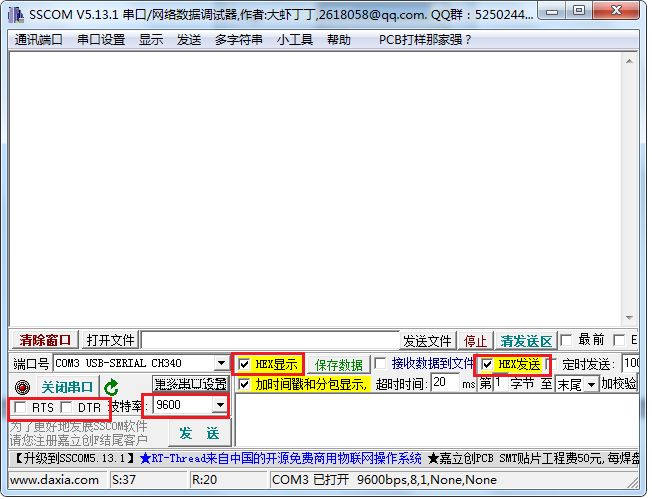 SSCOM V5.13.1 串口/网络数据调试器,作者:大虾丁丁,2618058@qq.com. QQ群：5250244...
通讯端口 串口设置 显示 发送 多字符串 小工具 帮助 PCB打样那家强？
清除窗口 打开文件 发送文件 停止 清发送区 最前 E
端口号 COM3 USB-SERIAL CH340 HEX显示 保存数据 接收数据到文件 HEX发送 定时发送: 100
关闭串口 更多串口设置 加时间戳和分包显示, 超时时间: 20 ms 第 1 字节 至 末尾 加校验
RTS DTR 波特率: 9600
为了更好地发展SSCOM软件
请您注册嘉立创F结尾客户
发 送
【升级到SSCOM5.13.1】★RT-Thread来自中国的开源免费商用物联网操作系统 ★嘉立创PCB SMT贴片工程费50元, 每焊盘
www.daxia.com S:37 R:20 COM3 已打开 9600bps,8,1,None,None